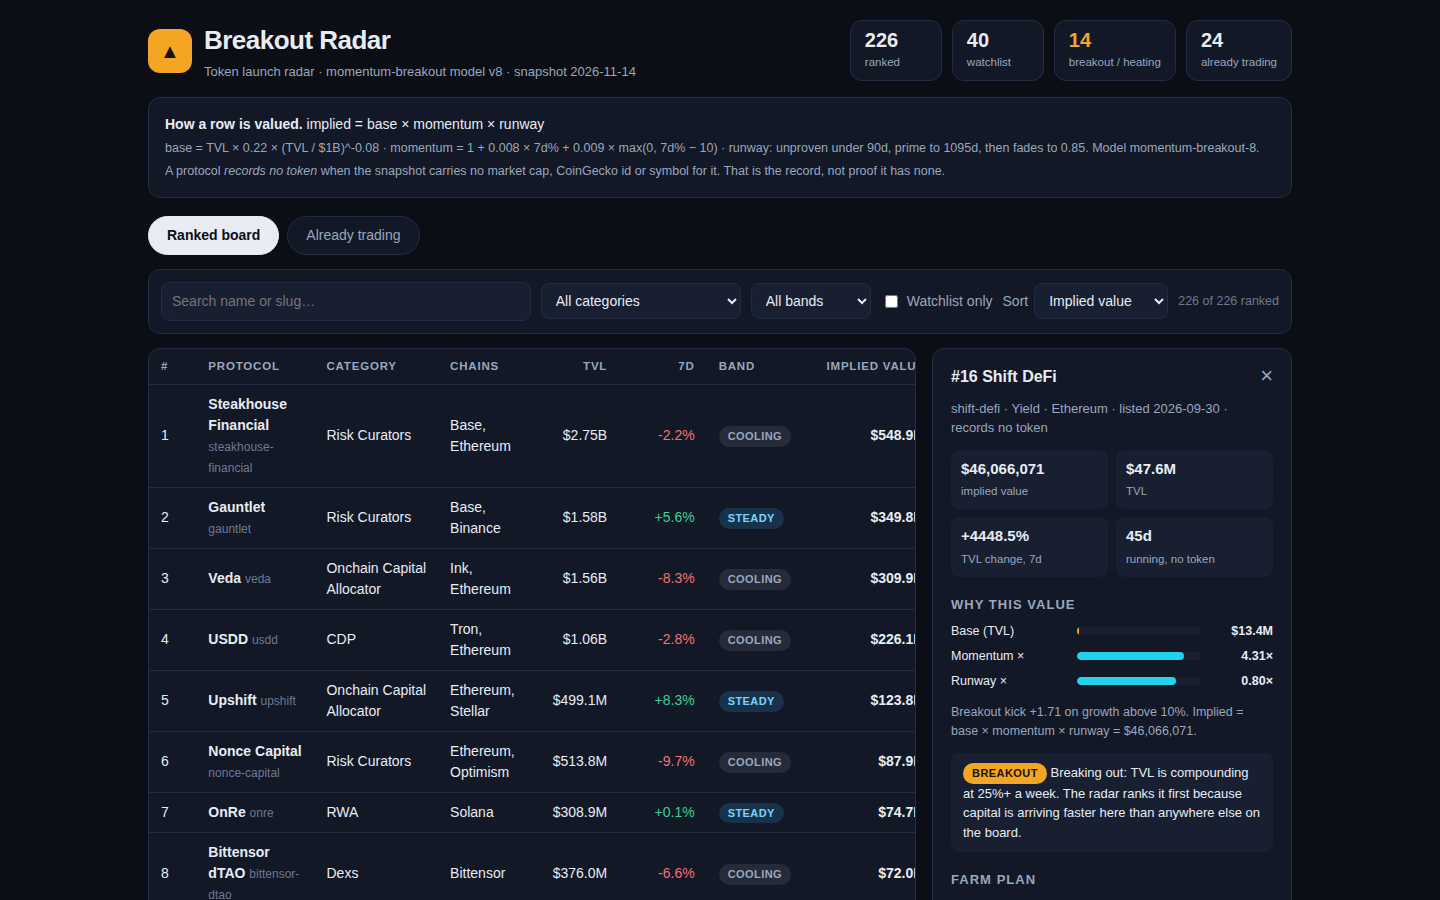 ▲
Breakout Radar
Token launch radar · momentum-breakout model v8 · snapshot 2026-11-14
226
ranked
40
watchlist
14
breakout / heating
24
already trading
How a row is valued. implied = base × momentum × runway
base = TVL × 0.22 × (TVL / $1B)^-0.08 · momentum = 1 + 0.008 × 7d% + 0.009 × max(0, 7d% − 10) · runway: unproven under 90d, prime to 1095d, then fades to 0.85. Model momentum-breakout-8.
A protocol records no token when the snapshot carries no market cap, CoinGecko id or symbol for it. That is the record, not proof it has none.
Ranked board
Already trading
Search name or slug…
All categories
All bands
Watchlist only
Sort
Implied value
226 of 226 ranked
# PROTOCOL CATEGORY CHAINS TVL 7D BAND IMPLIED VALU
1 Steakhouse Financial steakhouse-financial Risk Curators Base, Ethereum $2.75B -2.2% COOLING $548.9
2 Gauntlet gauntlet Risk Curators Base, Binance $1.58B +5.6% STEADY $349.8
3 Veda veda Onchain Capital Allocator Ink, Ethereum $1.56B -8.3% COOLING $309.9
4 USDD usdd CDP Tron, Ethereum $1.06B -2.8% COOLING $226.1
5 Upshift upshift Onchain Capital Allocator Ethereum, Stellar $499.1M +8.3% STEADY $123.8
6 Nonce Capital nonce-capital Risk Curators Ethereum, Optimism $513.8M -9.7% COOLING $87.9
7 OnRe onre RWA Solana $308.9M +0.1% STEADY $74.7
8 Bittensor dTAO bittensor-dtao Dexs Bittensor $376.0M -6.6% COOLING $72.0
#16 Shift DeFi
×
shift-defi · Yield · Ethereum · listed 2026-09-30 ·
records no token
$46,066,071
implied value
$47.6M
TVL
+4448.5%
TVL change, 7d
45d
running, no token
WHY THIS VALUE
Base (TVL) $13.4M
Momentum × 4.31×
Runway × 0.80×
Breakout kick +1.71 on growth above 10%. Implied =
base × momentum × runway = $46,066,071.
BREAKOUT Breaking out: TVL is compounding
at 25%+ a week. The radar ranks it first because
capital is arriving faster here than anywhere else on
the board.
FARM PLAN